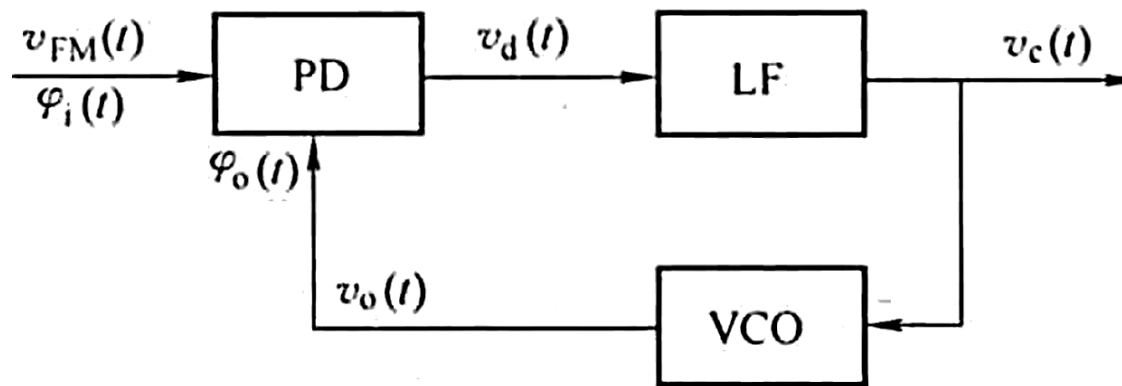 v_FM(t)
φ_i(t)
PD
v_d(t)
LF
v_c(t)
φ_o(t)
v_o(t)
VCO